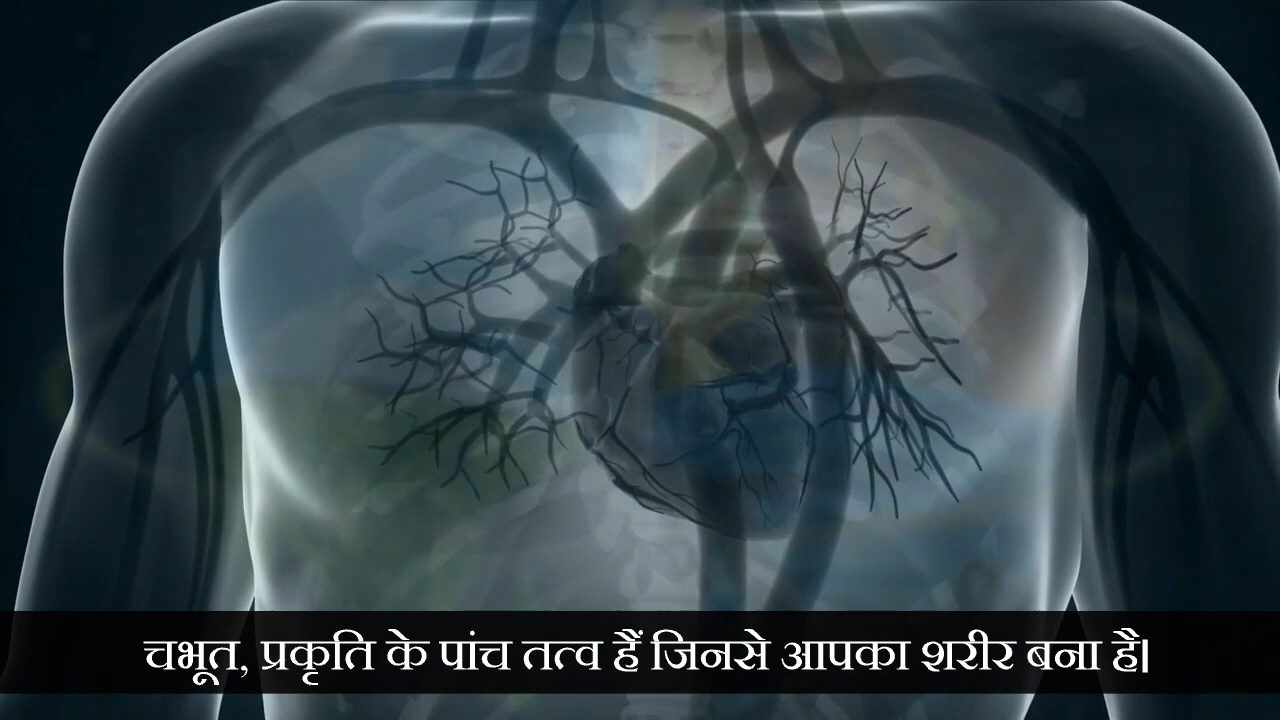 चभूत, प्रकृति के पांच तत्व हैं जिनसे आपका शरीर बना है।